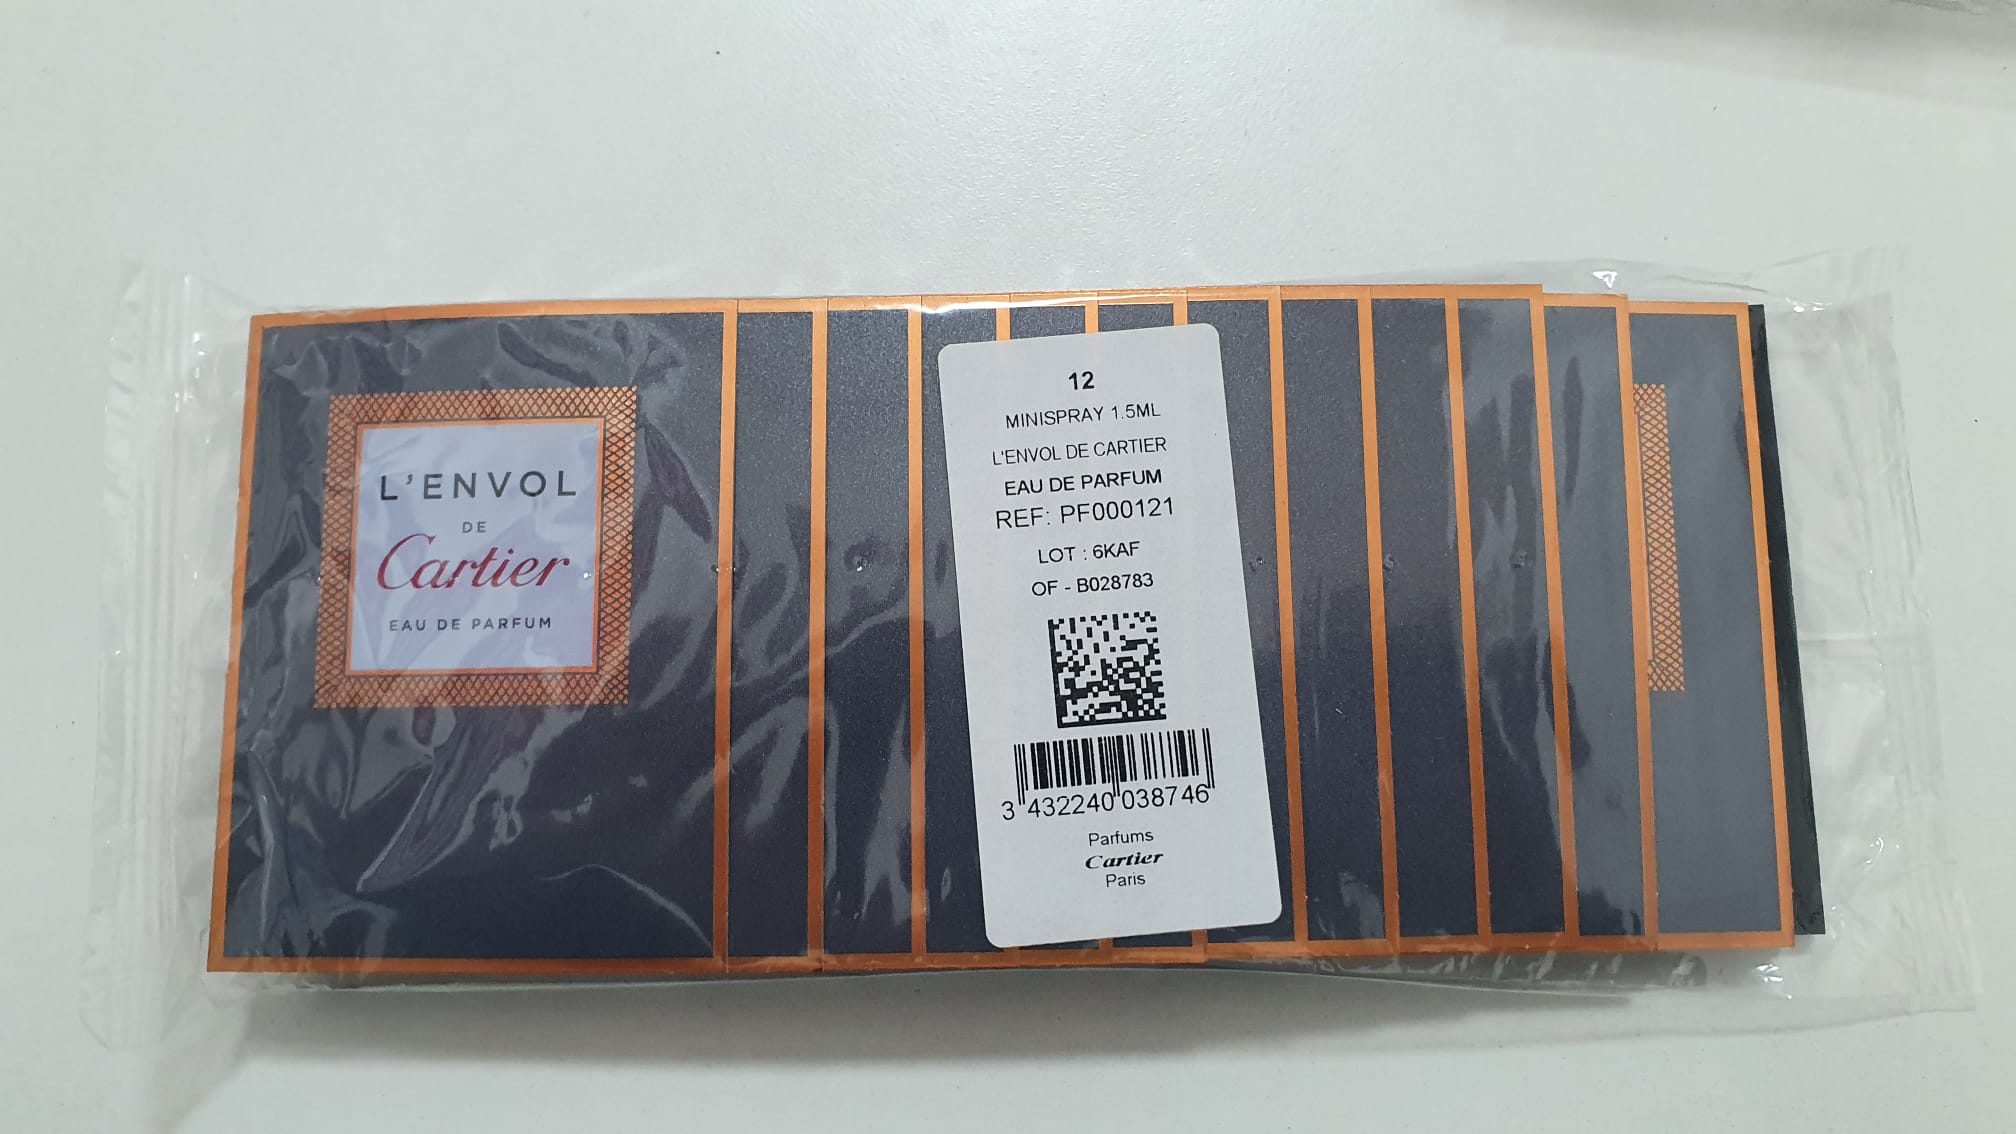 L'ENVOL
DE
Cartier
EAU DE PARFUM
12
MINISPRAY 1.5ML
L'ENVOL DE CARTIER
EAU DE PARFUM
REF: PF000121
LOT : 6KAF
OF - B028783
3 432240 038746
Parfums
Cartier
Paris